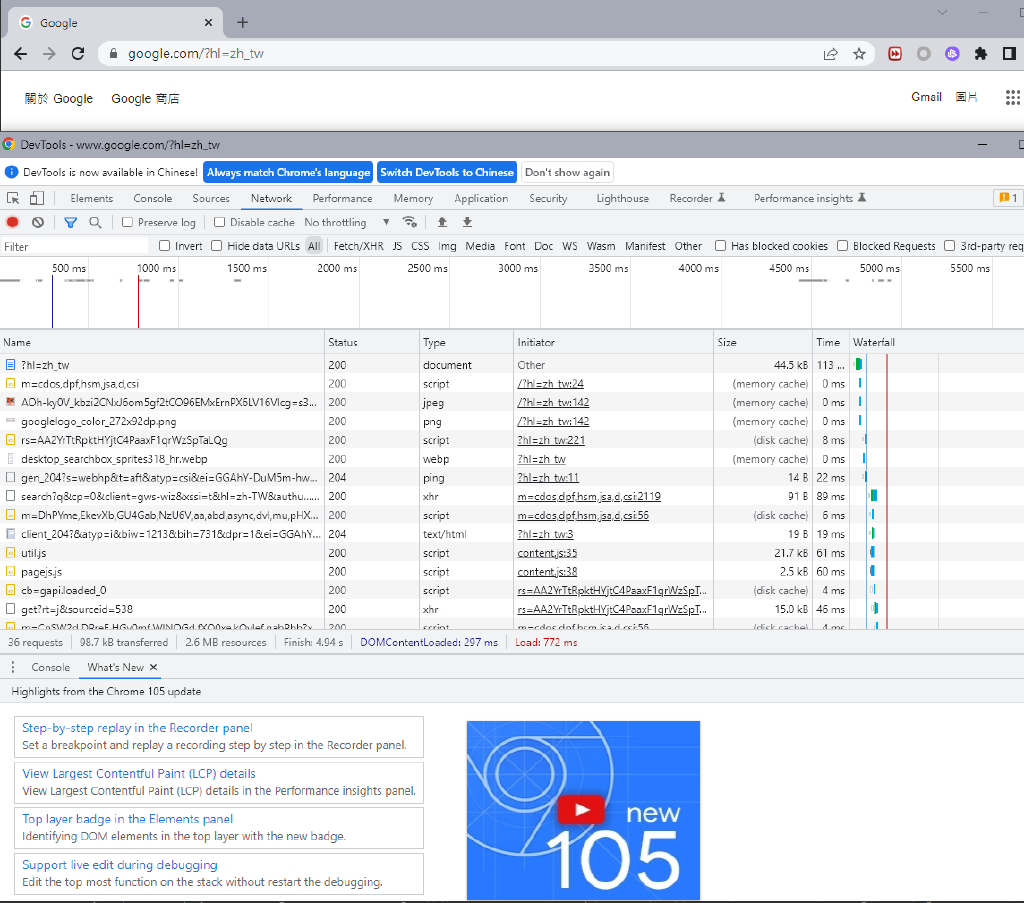 Google
google.com/?hl=zh_tw
關於 Google Google 商店 Gmail 圖片
DevTools - www.google.com/?hl=zh_tw
DevTools is now available in Chinese! Always match Chrome's language Switch DevTools to Chinese Don't show again
Elements Console Sources Network Performance Memory Application Security Lighthouse Recorder Performance insights 1
Preserve log Disable cache No throttling
Filter Invert Hide data URLs All Fetch/XHR JS CSS Img Media Font Doc WS Wasm Manifest Other Has blocked cookies Blocked Requests 3rd-party req
500 ms 1000 ms 1500 ms 2000 ms 2500 ms 3000 ms 3500 ms 4000 ms 4500 ms 5000 ms 5500 ms
Name Status Type Initiator Size Time Waterfall
?hl=zh_tw 200 document Other 44.5 kB 113 ...
m=cdos,dpf,hsm,jsa,d,csi 200 script /?hl=zh_tw:24 (memory cache) 0 ms
200 jpeg /?hl=zh_tw:142 (memory cache) 0 ms
googlelogo_color_272x92dp.png 200 png /?hl=zh_tw:142 (memory cache) 0 ms
rs=AA2YrTtRpktHYjtC4PaaxF1qrWzSpTaLQg 200 script ?hl=zh_tw:221 (disk cache) 8 ms
desktop_searchbox_sprites318_hr.webp 200 webp ?hl=zh_tw (memory cache) 0 ms
gen_204?s=webhp&t=aft&atyp=csi&ei=GGAhY-DuM5m-hw... 204 ping ?hl=zh_tw:11 14 B 22 ms
search?q&cp=0&client=gws-wiz&xssi=t&hl=zh-TW&authu...... 200 xhr m=cdos,dpf,hsm,jsa,d,csi:2119 91 B 89 ms
m=DhPYme,EkevXb,GU4Gab,NzU6V,aa,abd,async,dvl,mu,pHX... 200 script m=cdos,dpf,hsm,jsa,d,csi:56 (disk cache) 6 ms
client_204?&atyp=i&biw=1213&bih=731&dpr=1&ei=GGAhY... 204 text/html ?hl=zh_tw:3 19 B 19 ms
util.js 200 script content.js:35 21.7 kB 61 ms
pagejs.js 200 script content.js:38 2.5 kB 60 ms
cb=gapi.loaded_0 200 script rs=AA2YrTtRpktHYjtC4PaaxF1qrWzSpT... (disk cache) 4 ms
get?rt=j&sourceid=538 200 xhr rs=AA2YrTtRpktHYjtC4PaaxF1qrWzSpT... 15.0 kB 46 ms
200 script m=cdos,dpf,hsm,jsa,d,csi:56 (disk cache) 4 ms
36 requests 98.7 kB transferred 2.6 MB resources Finish: 4.94 s DOMContentLoaded: 297 ms Load: 772 ms
Console What's New
Highlights from the Chrome 105 update
Step-by-step replay in the Recorder panel
Set a breakpoint and replay a recording step by step in the Recorder panel.
View Largest Contentful Paint (LCP) details
View Largest Contentful Paint (LCP) details in the Performance insights panel.
Top layer badge in the Elements panel
Identifying DOM elements in the top layer with the new badge.
Support live edit during debugging
Edit the top most function on the stack without restart the debugging.
new
105